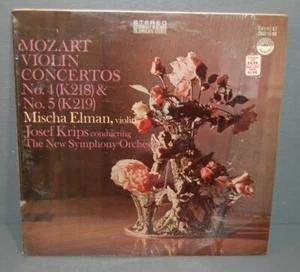 STEREO
MOZART
VIOLIN
CONCERTOS
No. 4 (K218) &
No. 5 (K219)
Mischa Elman, violin
Josef Krips conducting
The New Symphony Orche